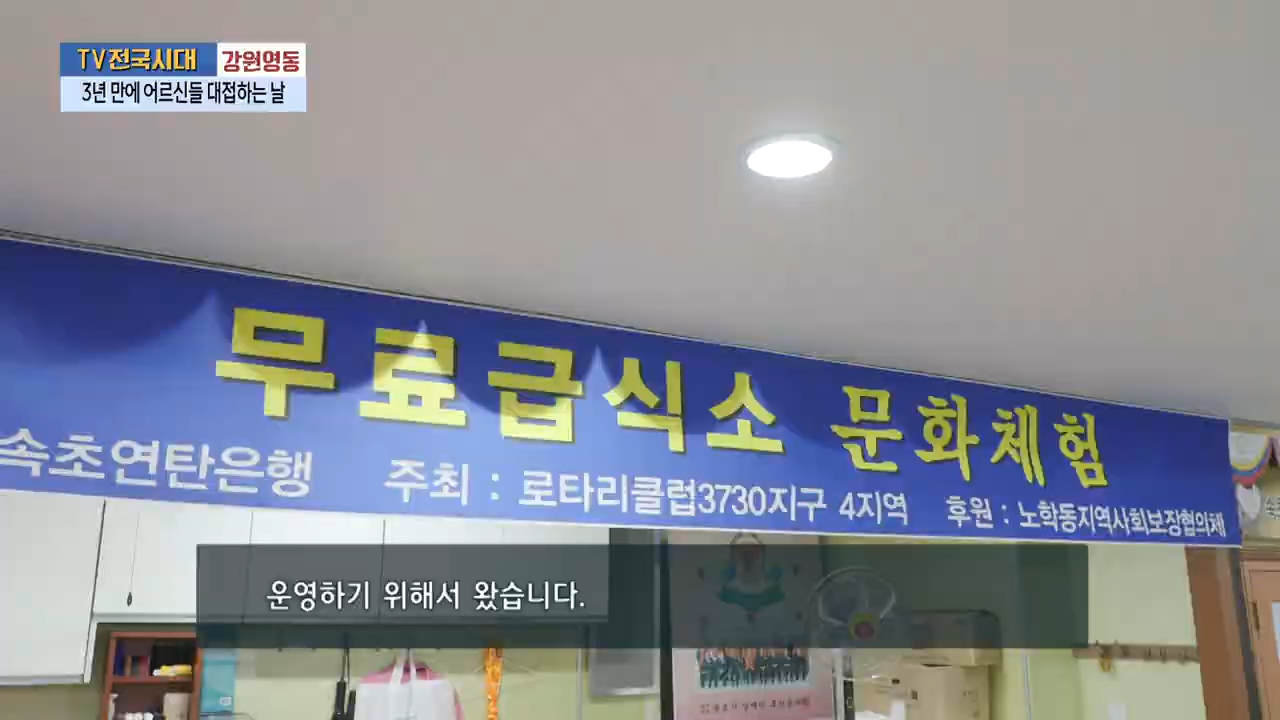 TV전국시대 강원영동
3년 만에 어르신들 대접하는 날
무료급식소 문화체험
속초연탄은행 주최 : 로타리클럽3730지구 4지역 후원 : 노학동지역사회보장협의체
운영하기 위해서 왔습니다.